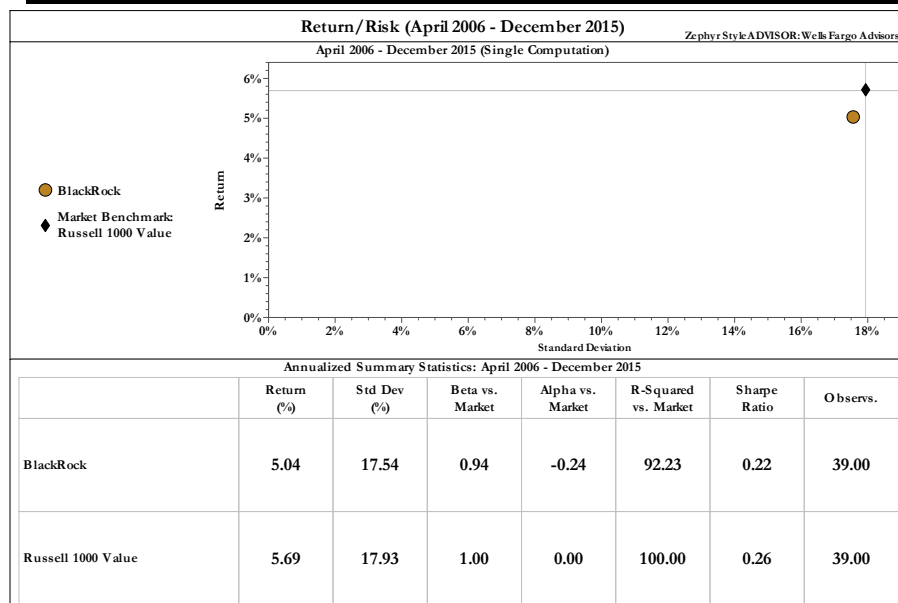 Return/Risk (April 2006 - December 2015)
Zephyr StyleADVISOR: Wells Fargo Advisors
April 2006 - December 2015 (Single Computation)
6%
5%
4%
3%
2%
1%
0%
Return
BlackRock
Market Benchmark:
Russell 1000 Value
0% 2% 4% 6% 8% 10% 12% 14% 16% 18%
Standard Deviation
Annualized Summary Statistics: April 2006 - December 2015
Return (%) Std Dev (%) Beta vs. Market Alpha vs. Market R-Squared vs. Market Sharpe Ratio Observs.
BlackRock 5.04 17.54 0.94 -0.24 92.23 0.22 39.00
Russell 1000 Value 5.69 17.93 1.00 0.00 100.00 0.26 39.00